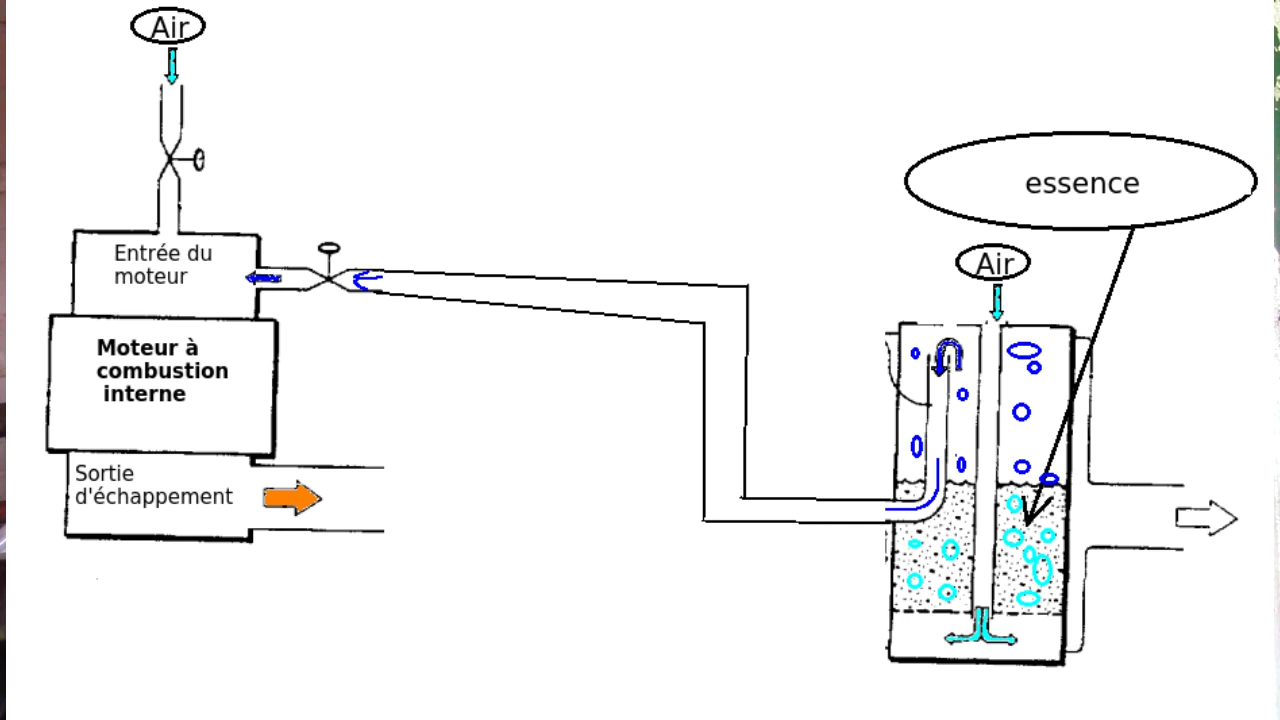 Air
essence
Air
Entrée du
moteur
Moteur à
combustion
interne
Sortie
d'échappement